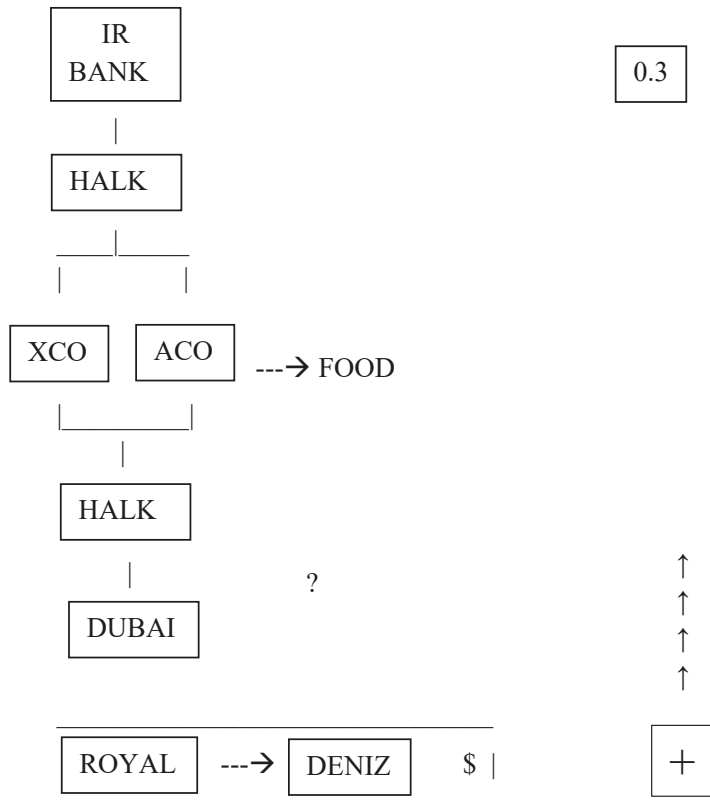 IR
BANK
0.3
HALK
XCO
ACO
---→ FOOD
HALK
?
DUBAI
↑
↑
↑
↑
ROYAL ---→ DENIZ $ |
+